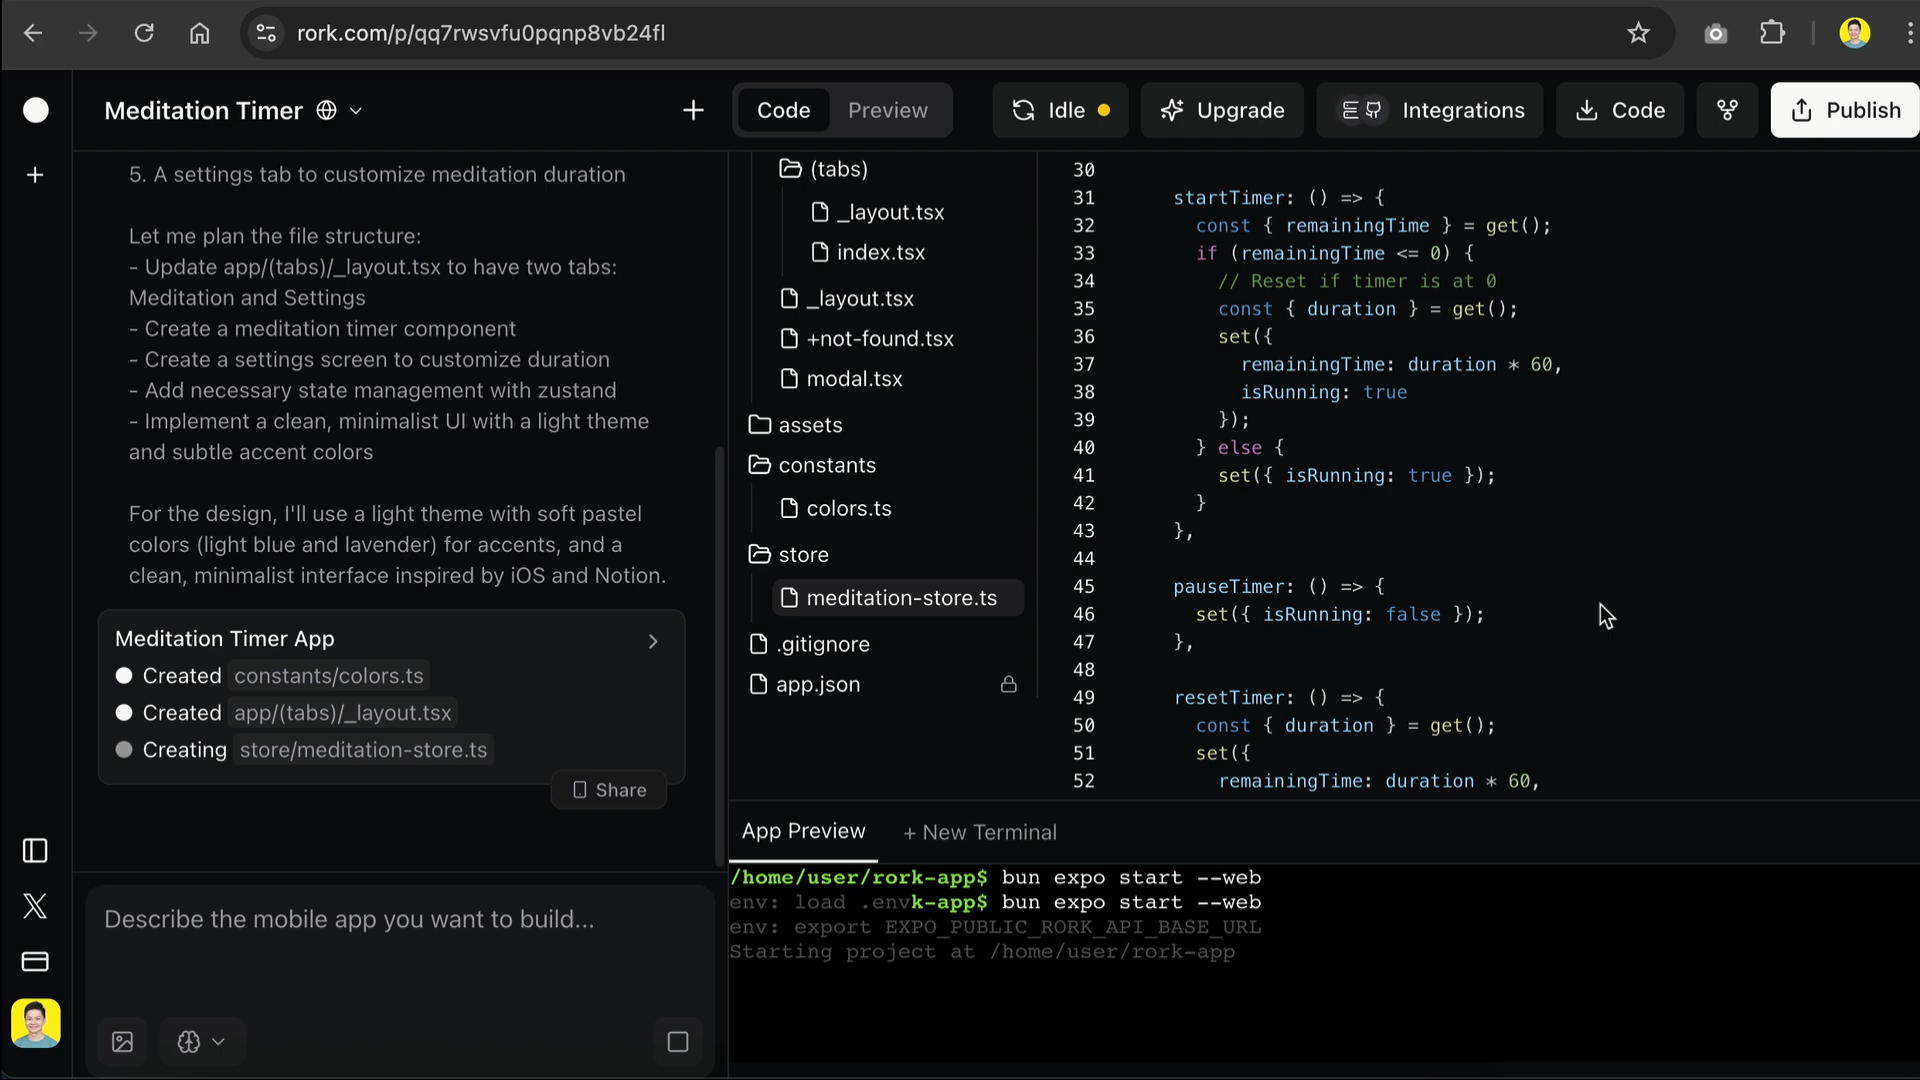 rork.com/p/qq7rwsvfu0pqnp8vb24fl
Meditation Timer
Code
Preview
Idle
Upgrade
Integrations
Code
Publish
5. A settings tab to customize meditation duration
Let me plan the file structure:
- Update app/(tabs)/_layout.tsx to have two tabs:
Meditation and Settings
- Create a meditation timer component
- Create a settings screen to customize duration
- Add necessary state management with zustand
- Implement a clean, minimalist UI with a light theme
and subtle accent colors
For the design, I'll use a light theme with soft pastel
colors (light blue and lavender) for accents, and a
clean, minimalist interface inspired by iOS and Notion.
Meditation Timer App
Created constants/colors.ts
Created app/(tabs)/_layout.tsx
Creating store/meditation-store.ts
Share
Describe the mobile app you want to build...
(tabs)
_layout.tsx
index.tsx
_layout.tsx
+not-found.tsx
modal.tsx
assets
constants
colors.ts
store
meditation-store.ts
.gitignore
app.json
30
31 startTimer: () => {
32 const { remainingTime } = get();
33 if (remainingTime <= 0) {
34 // Reset if timer is at 0
35 const { duration } = get();
36 set({
37 remainingTime: duration * 60,
38 isRunning: true
39 });
40 } else {
41 set({ isRunning: true });
42 }
43 },
44
45 pauseTimer: () => {
46 set({ isRunning: false });
47 },
48
49 resetTimer: () => {
50 const { duration } = get();
51 set({
52 remainingTime: duration * 60,
App Preview
+ New Terminal
/home/user/rork-app$ bun expo start --web
env: load .envk-app$ bun expo start --web
env: export EXPO_PUBLIC_RORK_API_BASE_URL
Starting project at /home/user/rork-app